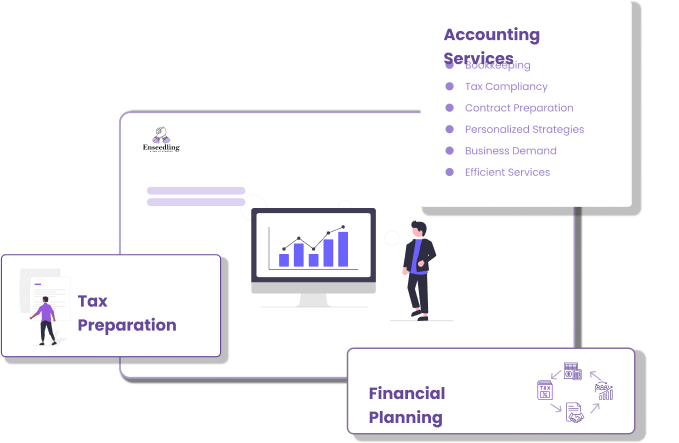 Accounting
Services
Bookkeeping
Tax Compliancy
Contract Preparation
Personalized Strategies
Business Demand
Efficient Services
Enseedling
Tax
Preparation
Financial
Planning
TAX